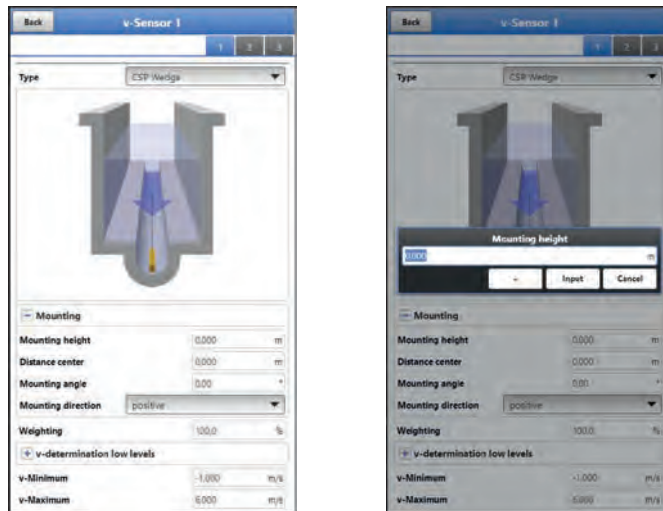 Back
v-Sensor 1
1 2 3
Type CSP Wedge
Mounting
Mounting height 0.000 m
Distance center 0.000 m
Mounting angle 0.00 °
Mounting direction positive
Weighting 100.0 %
v-determination low levels
v-Minimum -1.000 m/s
v-Maximum 6.000 m/s
Back
v-Sensor 1
1 2 3
Type CSP Wedge
Mounting height
0.000 m
- Input Cancel
Mounting
Mounting height 0.000 m
Distance center 0.000 m
Mounting angle 0.00 °
Mounting direction positive
Weighting 100.0 %
v-determination low levels
v-Minimum -1.000 m/s
v-Maximum 6.000 m/s